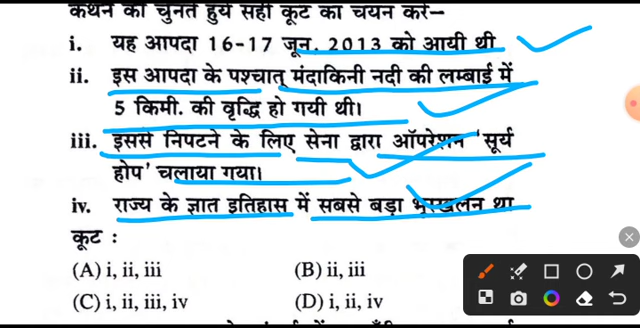 कथन को चुनते हुये सही कूट का चयन करें–
i. यह आपदा 16-17 जून, 2013 को आयी थी
ii. इस आपदा के पश्चात् मंदाकिनी नदी की लम्बाई में
5 किमी. की वृद्धि हो गयी थी।
iii. इससे निपटने के लिए सेना द्वारा ऑपरेशन 'सूर्य
होप' चलाया गया।
iv. राज्य के ज्ञात इतिहास में सबसे बड़ा भूस्खलन था
कूट :
(A) i, ii, iii (B) ii, iii
(C) i, ii, iii, iv (D) i, ii, iv